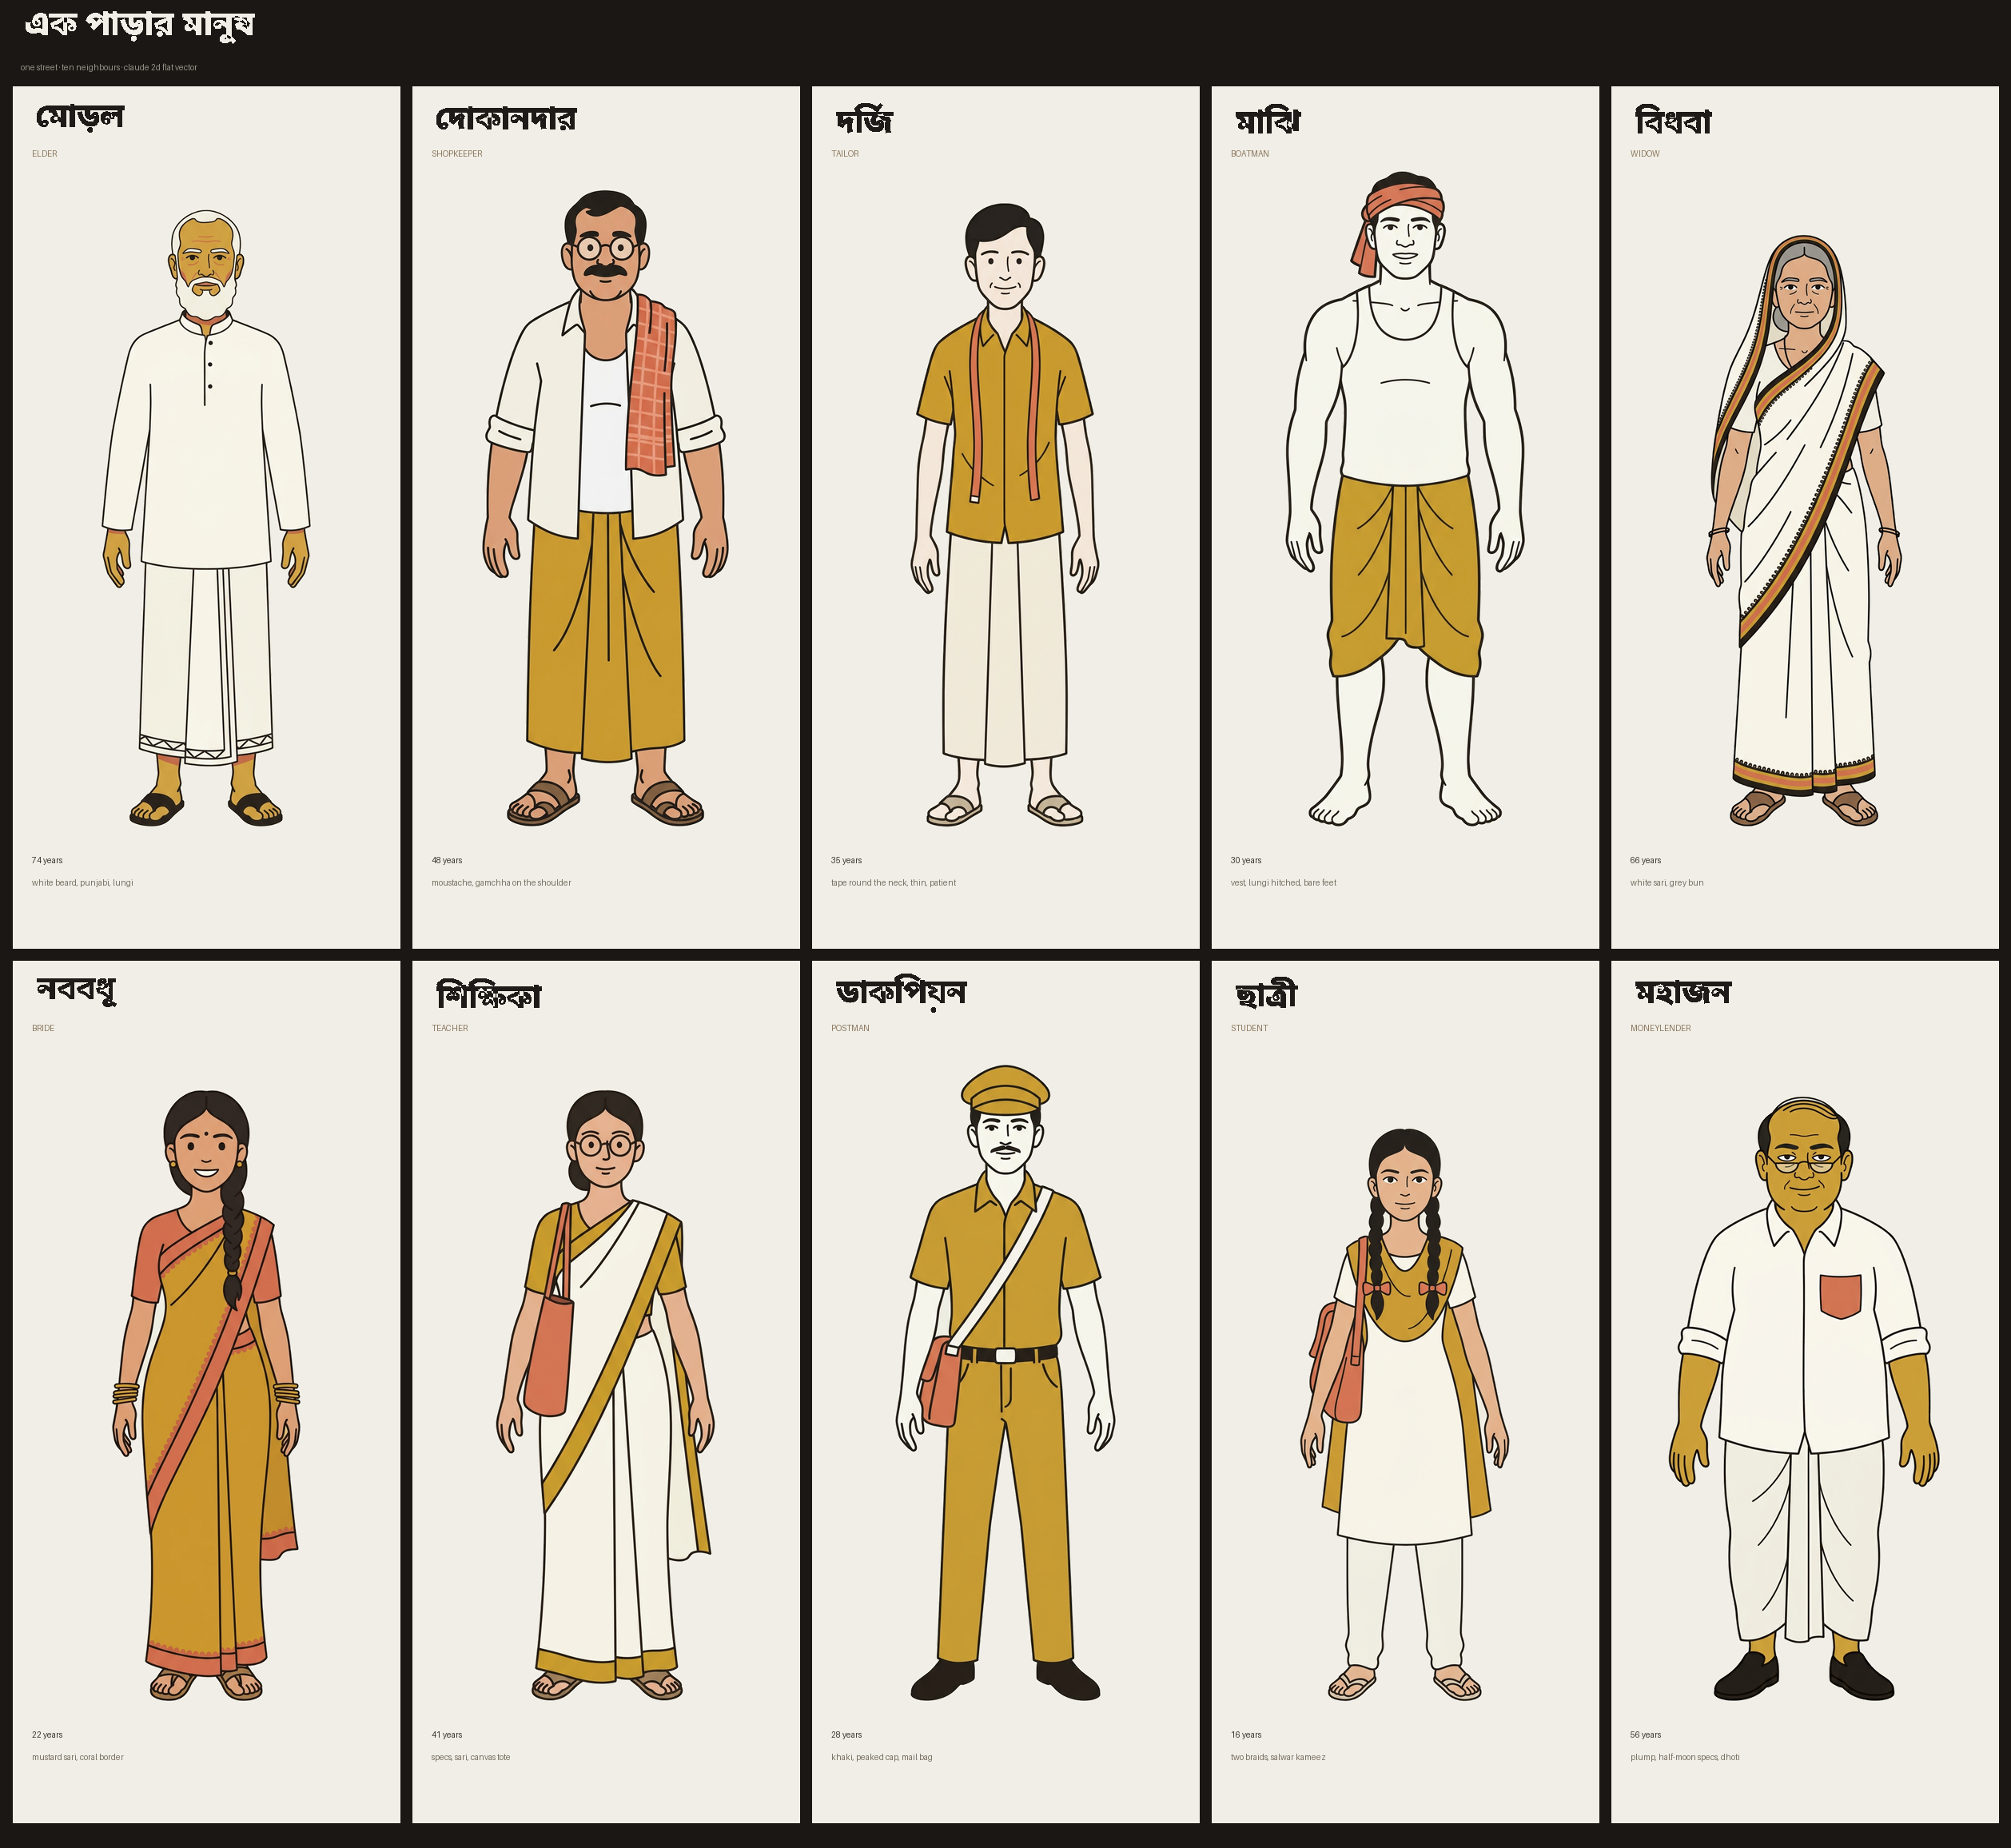 এক পাড়ার মানুষ
one street · ten neighbours · claude 2d flat vector
মোড়ল
ELDER
74 years
white beard, punjabi, lungi
দোকানদার
SHOPKEEPER
48 years
moustache, gamchha on the shoulder
দর্জি
TAILOR
35 years
tape round the neck, thin, patient
মাঝি
BOATMAN
30 years
vest, lungi hitched, bare feet
বিধবা
WIDOW
66 years
white sari, grey bun
নববধূ
BRIDE
22 years
mustard sari, coral border
শিক্ষিকা
TEACHER
41 years
specs, sari, canvas tote
ডাকপিয়ন
POSTMAN
28 years
khaki, peaked cap, mail bag
ছাত্রী
STUDENT
16 years
two braids, salwar kameez
মহাজন
MONEYLENDER
56 years
plump, half-moon specs, dhoti